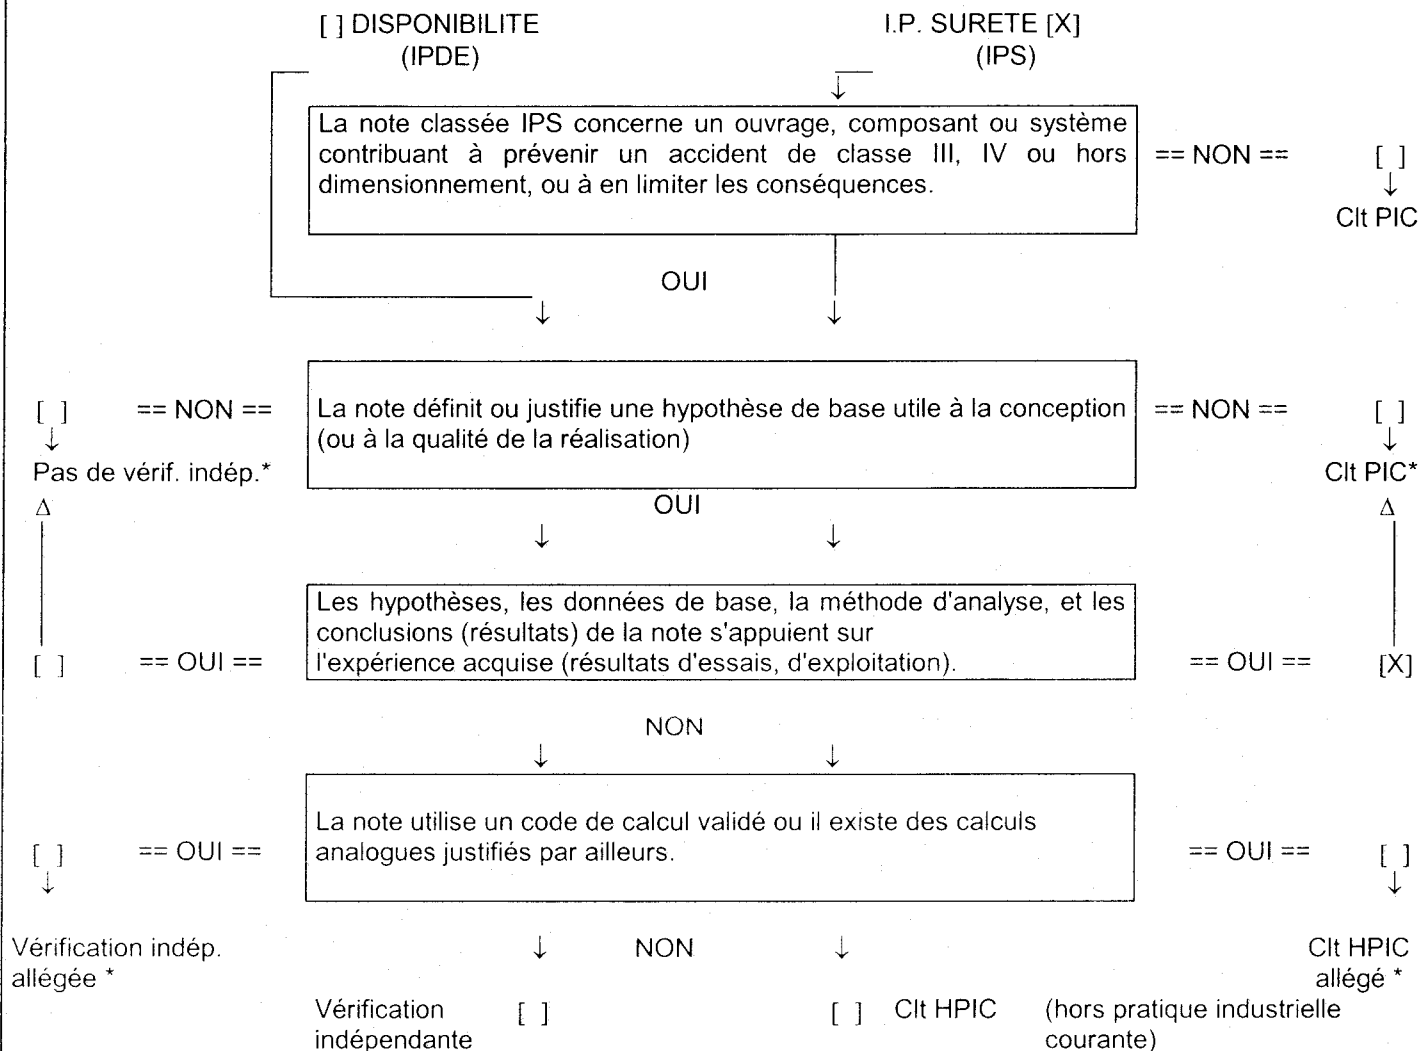 [ ] DISPONIBILITE I.P. SURETE [X]
(IPDE) (IPS)
↓
La note classée IPS concerne un ouvrage, composant ou système
contribuant à prévenir un accident de classe III, IV ou hors
dimensionnement, ou à en limiter les conséquences.
== NON == [ ]
↓
Clt PIC
OUI
↓ ↓
[ ] == NON ==
↓
Pas de vérif. indép.*
La note définit ou justifie une hypothèse de base utile à la conception
(ou à la qualité de la réalisation)
== NON == [ ]
↓
Clt PIC*
Δ OUI Δ
↓ ↓
Les hypothèses, les données de base, la méthode d'analyse, et les
conclusions (résultats) de la note s'appuient sur
l'expérience acquise (résultats d'essais, d'exploitation).
[ ] == OUI == == OUI == [X]
NON
↓ ↓
La note utilise un code de calcul validé ou il existe des calculs
analogues justifiés par ailleurs.
[ ] == OUI == == OUI == [ ]
↓ ↓
Vérification indép.
allégée *
↓ NON ↓
Clt HPIC
allégé *
Vérification [ ]
indépendante
[ ] Clt HPIC (hors pratique industrielle
courante)